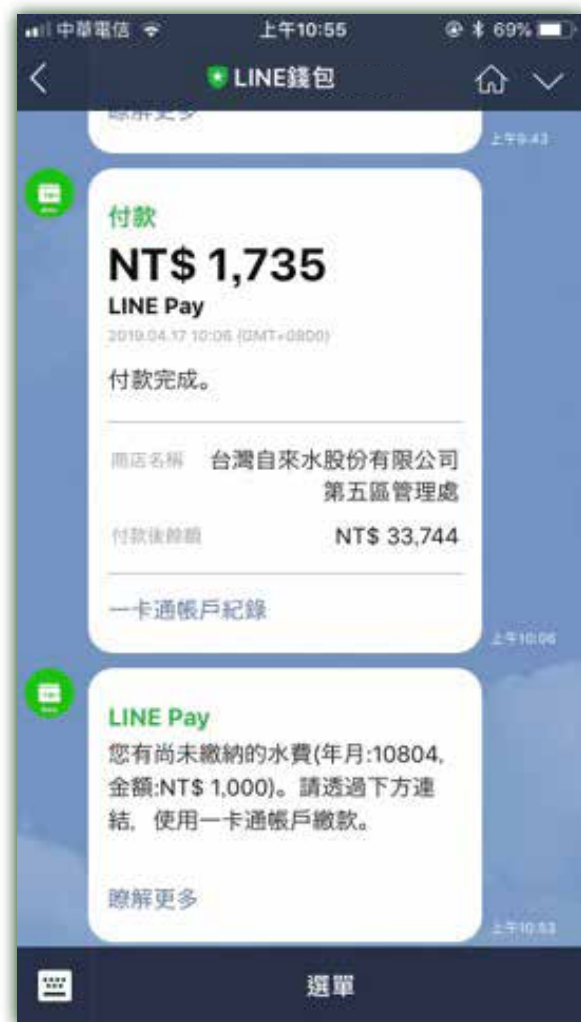 中華電信
上午10:55
69%
LINE錢包
瞭解更多
上午9:43
付款
NT$ 1,735
LINE Pay
2019.04.17 10:06 (GMT+0800)
付款完成。
商店名稱 台灣自來水股份有限公司
第五區管理處
付款後餘額 NT$ 33,744
一卡通帳戶紀錄
上午10:06
LINE Pay
您有尚未繳納的水費(年月:10804,
金額:NT$ 1,000)。請透過下方連
結, 使用一卡通帳戶繳款。
瞭解更多
上午10:53
選單